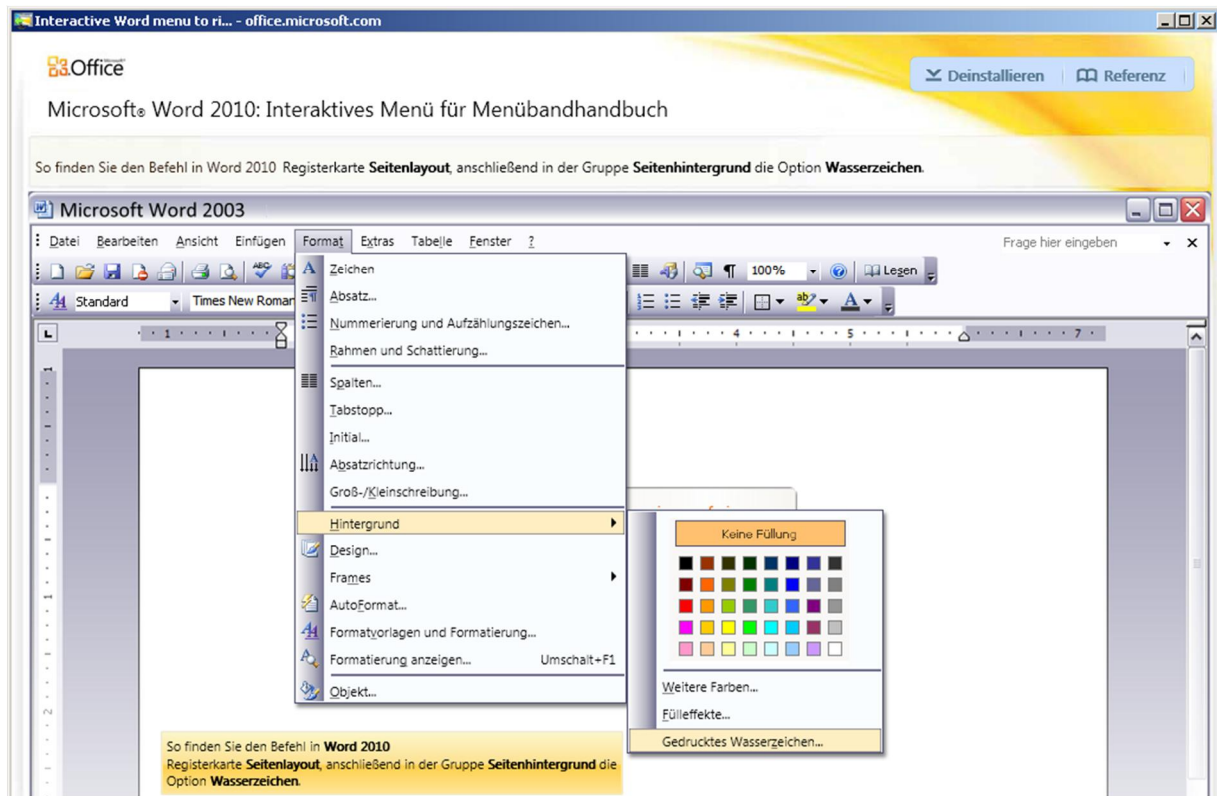 Interactive Word menu to ri... - office.microsoft.com
Office
Deinstallieren
Referenz
Microsoft® Word 2010: Interaktives Menü für Menübandhandbuch
So finden Sie den Befehl in Word 2010 Registerkarte Seitenlayout, anschließend in der Gruppe Seitenhintergrund die Option Wasserzeichen.
Microsoft Word 2003
Datei Bearbeiten Ansicht Einfügen Format Extras Tabelle Fenster ?
Frage hier eingeben
100%
Lesen
Standard
Times New Roman
1 4 5 7
Zeichen
Absatz...
Nummerierung und Aufzählungszeichen...
Rahmen und Schattierung...
Spalten...
Tabstopp...
Initial...
Absatzrichtung...
Groß-/Kleinschreibung...
Hintergrund
Design...
Frames
AutoFormat...
Formatvorlagen und Formatierung...
Formatierung anzeigen... Umschalt+F1
Objekt...
Keine Füllung
Weitere Farben...
Fülleffekte...
Gedrucktes Wasserzeichen...
So finden Sie den Befehl in Word 2010
Registerkarte Seitenlayout, anschließend in der Gruppe Seitenhintergrund die
Option Wasserzeichen.